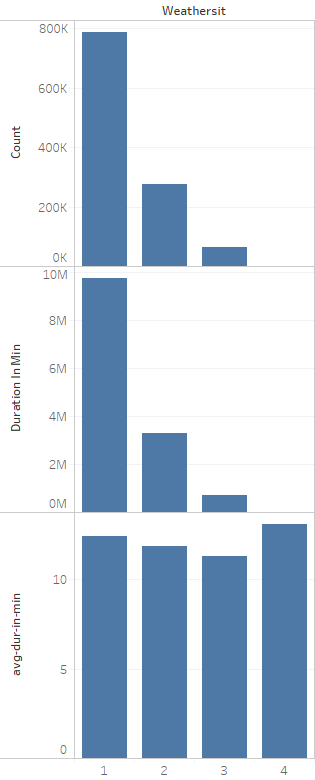 Weathersit
Count
800K
600K
400K
200K
0K
Duration In Min
10M
8M
6M
4M
2M
0M
avg-dur-in-min
10
5
0
1 2 3 4